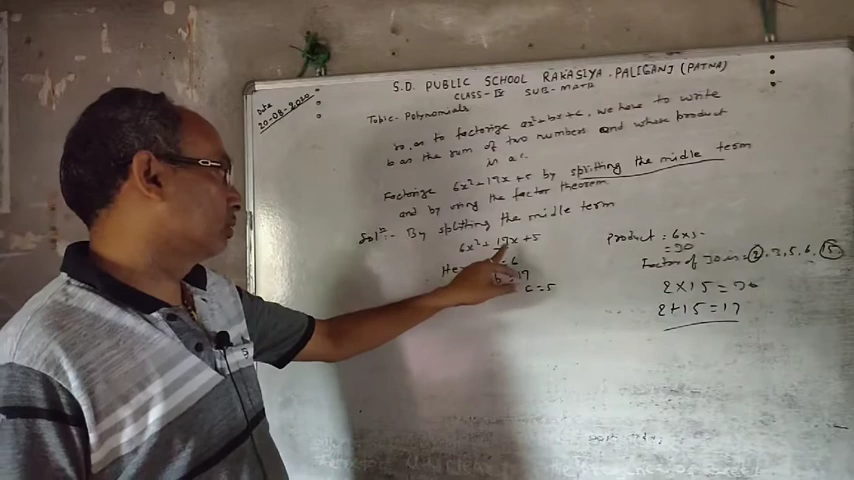 S.D. PUBLIC SCHOOL RAKASIYA. PALIGANJ (PATNA)
CLASS-IX SUB-MATH
Date
20-08-2020
Topic- Polynomials
so, as to factorize ax²+bx+c, we have to write
b as the sum of two numbers and whose product
is ac.
Factorize 6x²+17x+5 by splitting the middle term
and by using the factor theorem
Solⁿ:- By splitting the middle term
6x²+17x+5
= 6
b=17
c=5
Product = 6×5
=30
Factor of 30 2, 3, 5, 6, 15
2×15=30
2+15=17